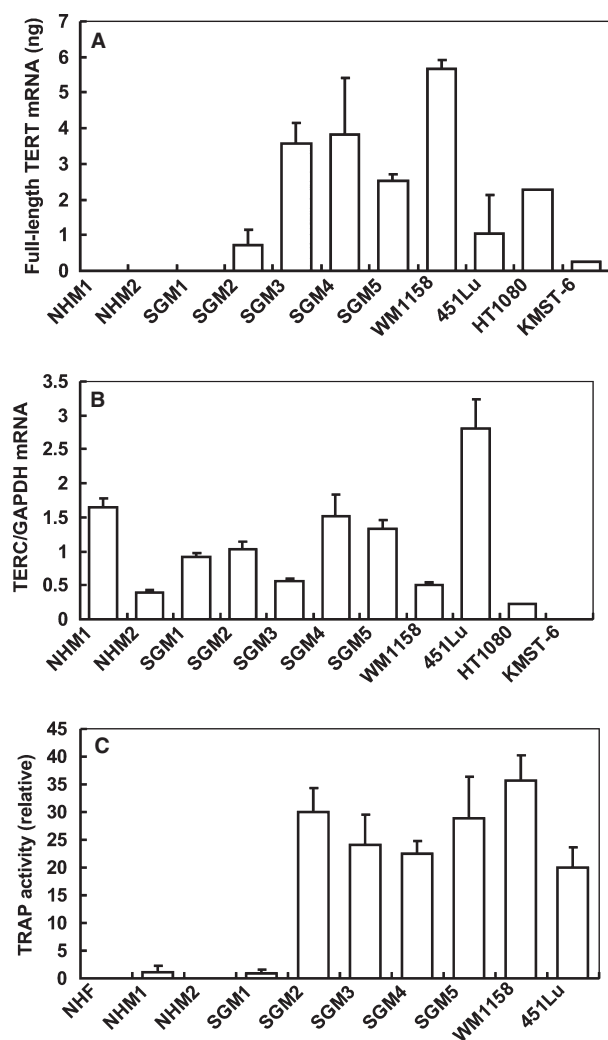 A
Full-length TERT mRNA (ng)
7
6
5
4
3
2
1
0
NHM1 NHM2 SGM1 SGM2 SGM3 SGM4 SGM5 WM1158 451Lu HT1080 KMST-6
B
TERC/GAPDH mRNA
3.5
3
2.5
2
1.5
1
0.5
0
NHM1 NHM2 SGM1 SGM2 SGM3 SGM4 SGM5 WM1158 451Lu HT1080 KMST-6
C
TRAP activity (relative)
45
40
35
30
25
20
15
10
5
0
NHF NHM1 NHM2 SGM1 SGM2 SGM3 SGM4 SGM5 WM1158 451Lu